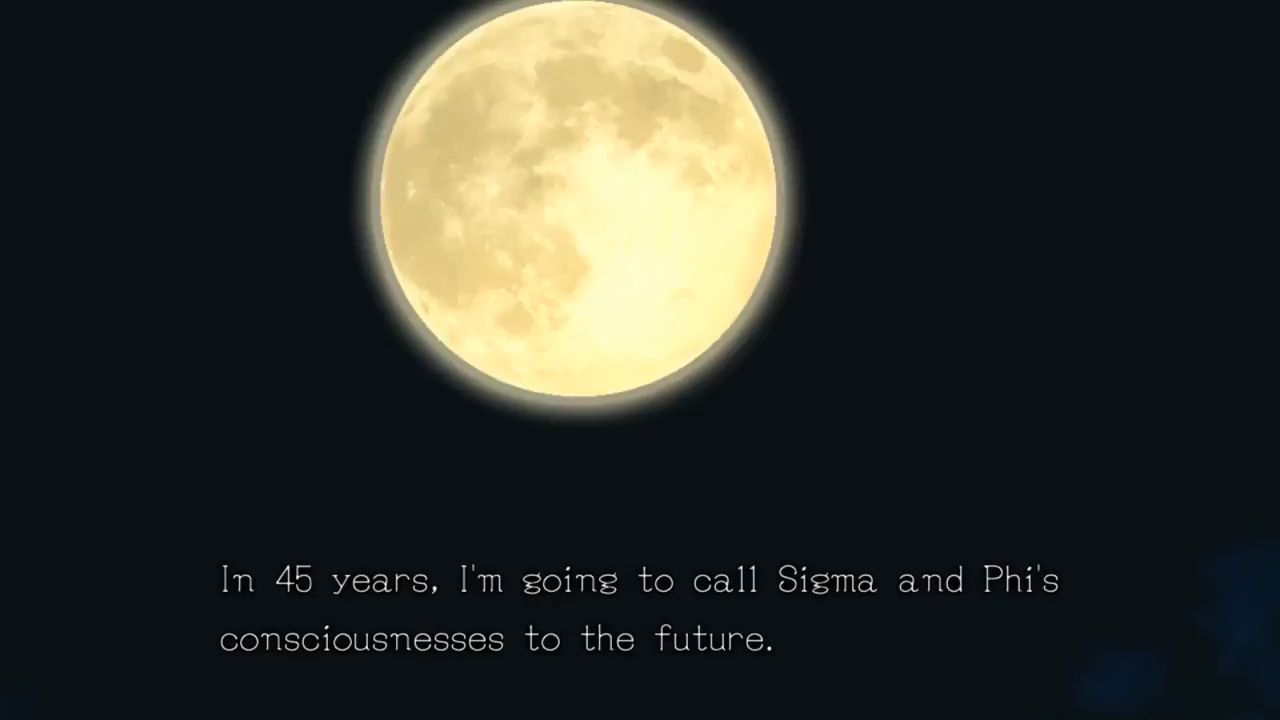 In 45 years, I'm going to call Sigma and Phi's
consciousnesses to the future.